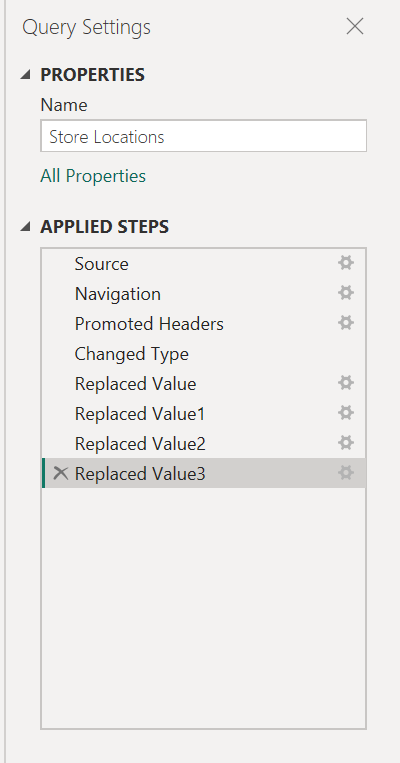 Query Settings
PROPERTIES
Name
Store Locations
All Properties
APPLIED STEPS
Source
Navigation
Promoted Headers
Changed Type
Replaced Value
Replaced Value1
Replaced Value2
Replaced Value3